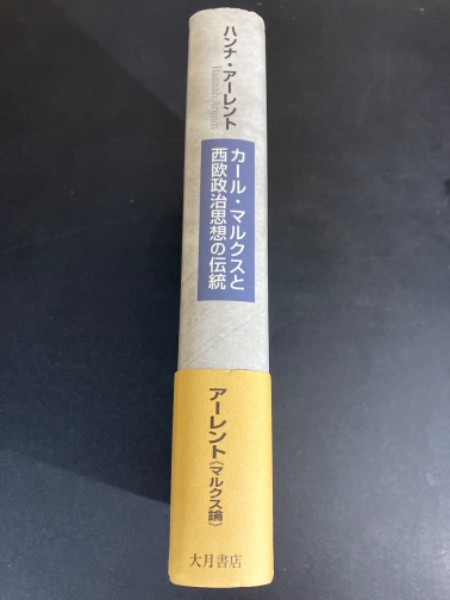 ハンナ・アーレント
Hannah Arendt
カール・マルクスと
西欧政治思想の伝統
アーレント《マルクス論》
大月書店